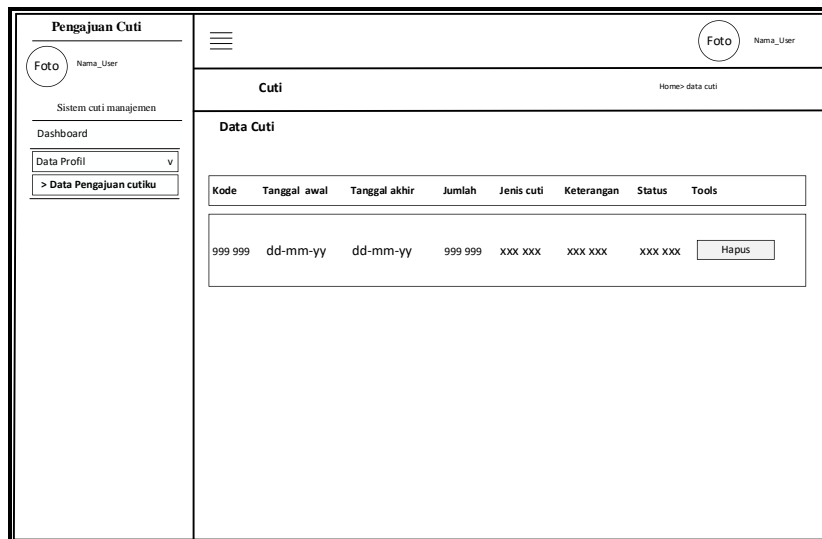 Pengajuan Cuti
Foto
Nama_User
Sistem cuti manajemen
Dashboard
Data Profil v
> Data Pengajuan cutiku
Foto
Nama_User
Cuti
Home> data cuti
Data Cuti
Kode Tanggal awal Tanggal akhir Jumlah Jenis cuti Keterangan Status Tools
999 999 dd-mm-yy dd-mm-yy 999 999 xxx xxx xxx xxx xxx xxx Hapus